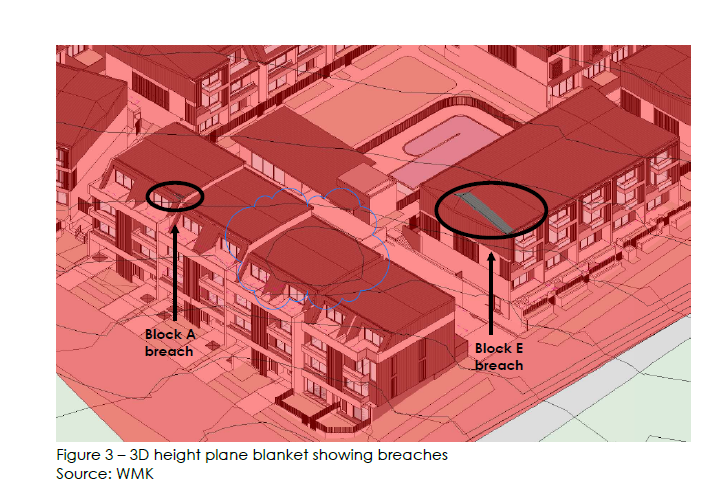 Block A
breach
Block E
breach
Figure 3 – 3D height plane blanket showing breaches
Source: WMK